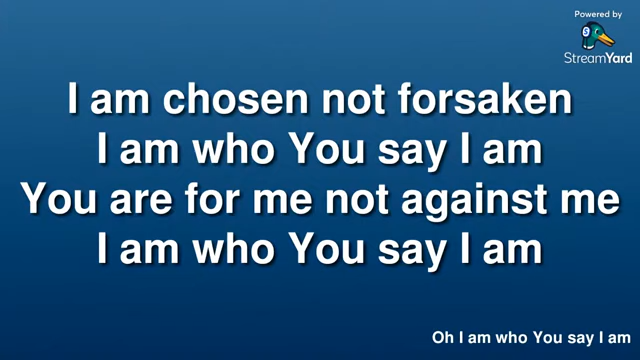 Powered by
StreamYard
I am chosen not forsaken
I am who You say I am
You are for me not against me
I am who You say I am
Oh I am who You say I am